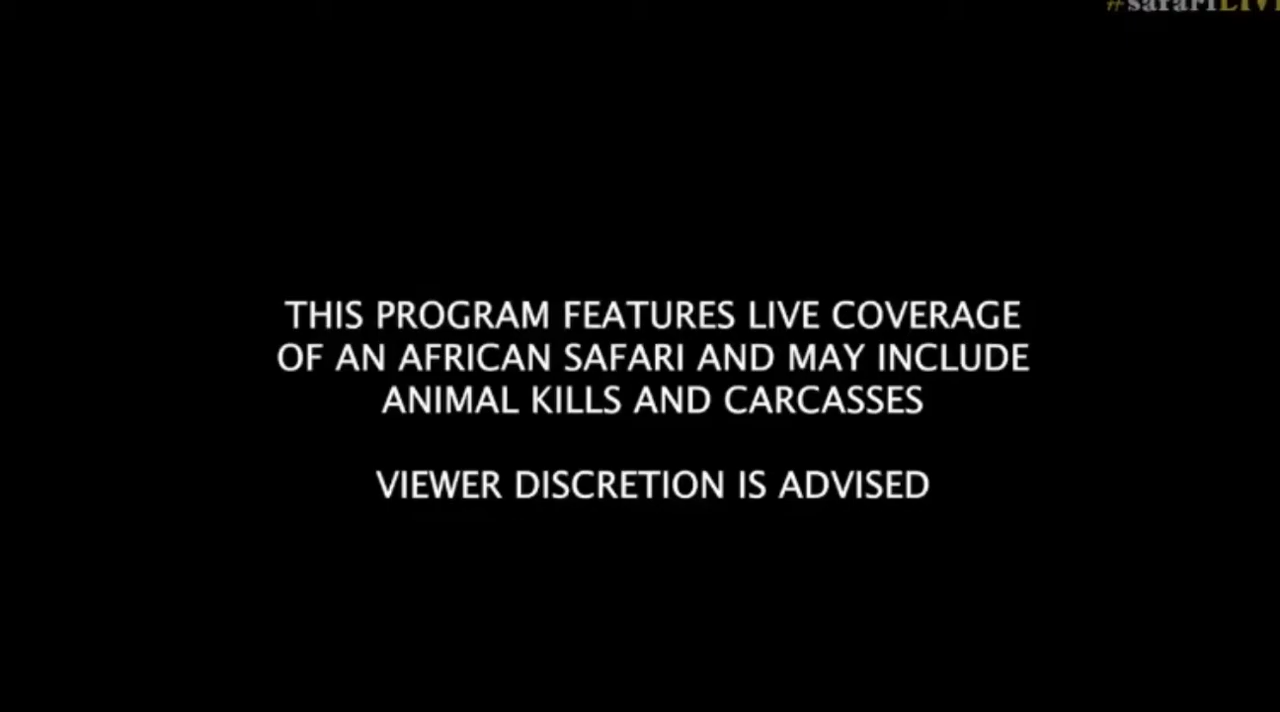 #safariLIVE
THIS PROGRAM FEATURES LIVE COVERAGE
OF AN AFRICAN SAFARI AND MAY INCLUDE
ANIMAL KILLS AND CARCASSES
VIEWER DISCRETION IS ADVISED